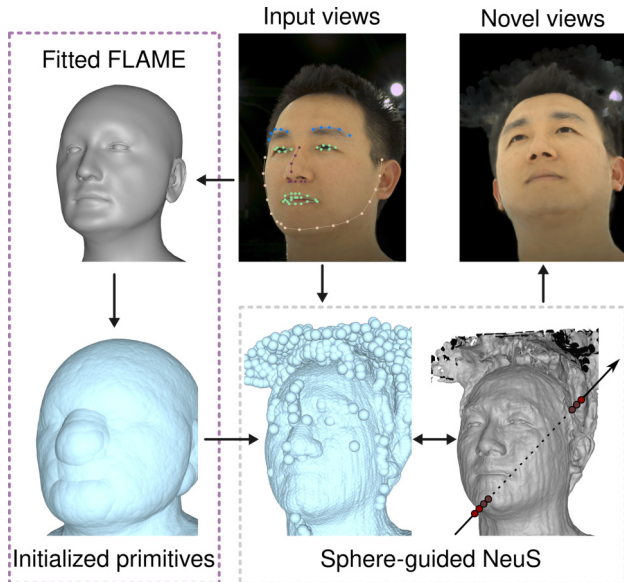 Input views
Novel views
Fitted FLAME
Initialized primitives
Sphere-guided NeuS